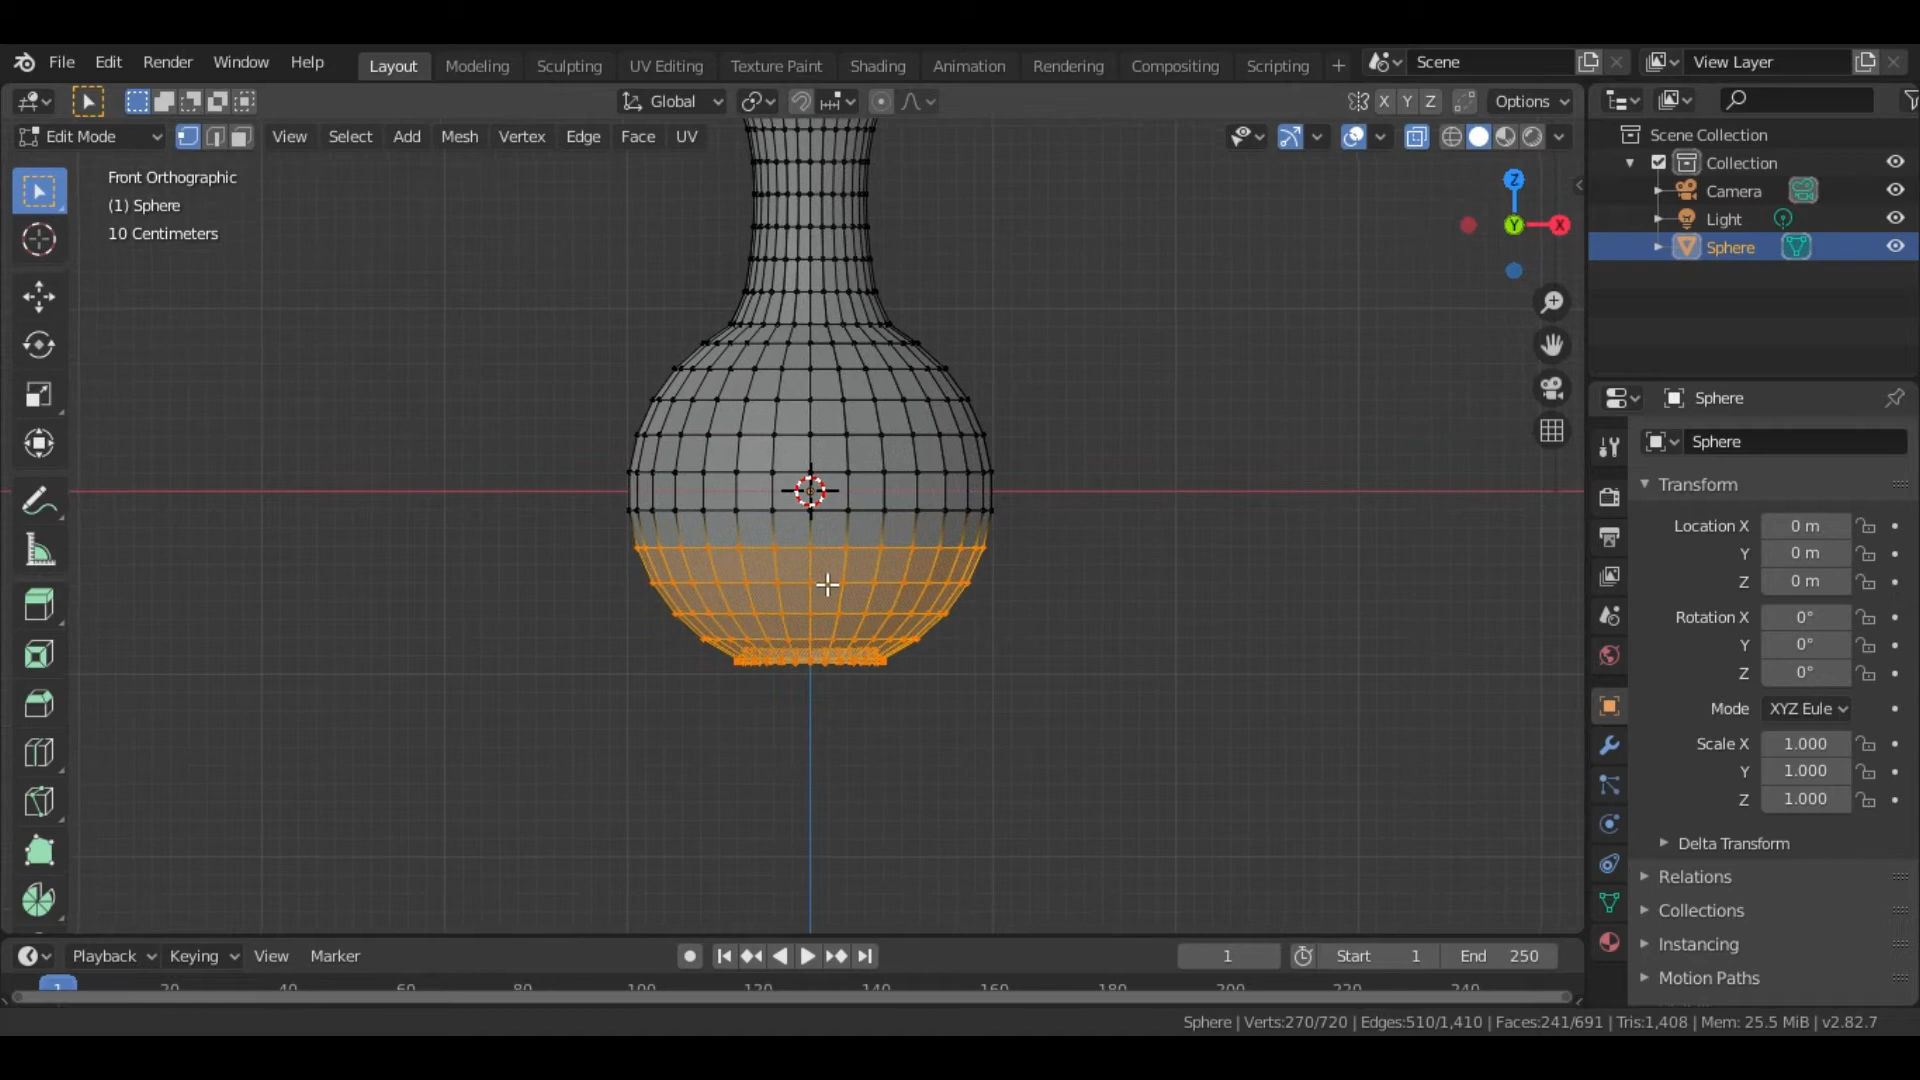 File Edit Render Window Help Layout Modeling Sculpting UV Editing Texture Paint Shading Animation Rendering Compositing Scripting + Scene View Layer
Global X Y Z Options
Edit Mode View Select Add Mesh Vertex Edge Face UV
Front Orthographic
(1) Sphere
10 Centimeters
Z
Y
X
Scene Collection
Collection
Camera
Light
Sphere
Sphere
Sphere
Transform
Location X 0 m
Y 0 m
Z 0 m
Rotation X 0°
Y 0°
Z 0°
Mode XYZ Eule
Scale X 1.000
Y 1.000
Z 1.000
Delta Transform
Relations
Collections
Instancing
Motion Paths
Playback Keying View Marker 1 Start 1 End 250
1 20 40 60 80 100 120 140 160 180 200 220 240
Sphere | Verts:270/720 | Edges:510/1,410 | Faces:241/691 | Tris:1,408 | Mem: 25.5 MiB | v2.82.7